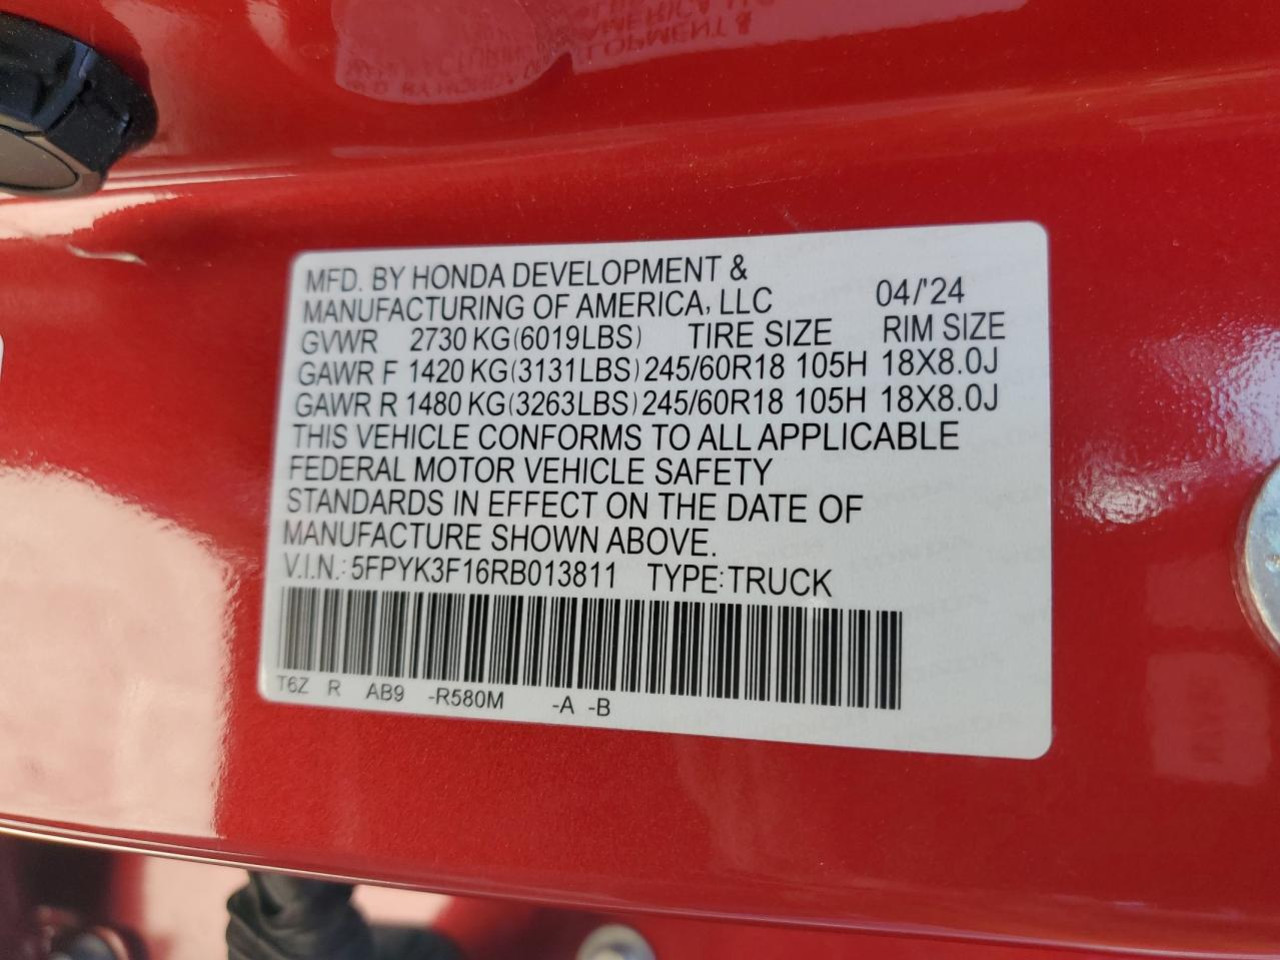 MFD. BY HONDA DEVELOPMENT &
MANUFACTURING OF AMERICA, LLC 04/'24
GVWR 2730 KG(6019LBS) TIRE SIZE RIM SIZE
GAWR F 1420 KG(3131LBS) 245/60R18 105H 18X8.0J
GAWR R 1480 KG(3263LBS) 245/60R18 105H 18X8.0J
THIS VEHICLE CONFORMS TO ALL APPLICABLE
FEDERAL MOTOR VEHICLE SAFETY
STANDARDS IN EFFECT ON THE DATE OF
MANUFACTURE SHOWN ABOVE.
V.I.N.: 5FPYK3F16RB013811 TYPE:TRUCK
T6Z R AB9 -R580M -A -B